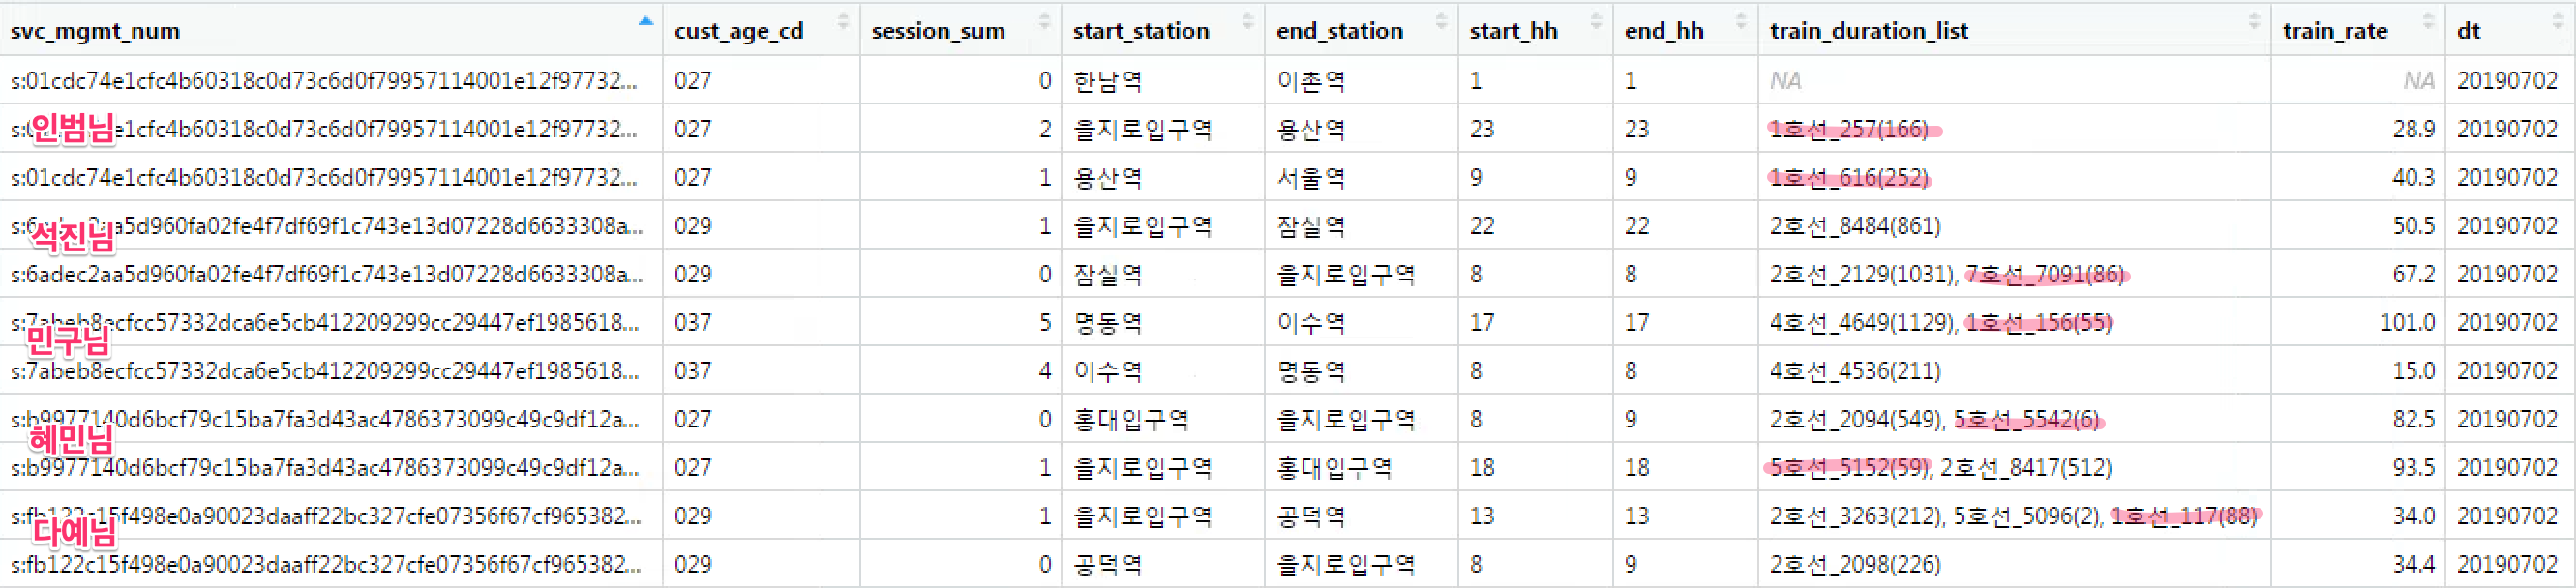 svc_mgmt_num cust_age_cd session_sum start_station end_station start_hh end_hh train_duration_list train_rate dt
s:01cdc74e1cfc4b60318c0d73c6d0f79957114001e12f97732... 027 0 한남역 이촌역 1 1 NA NA 20190702
인범님
e1cfc4b60318c0d73c6d0f79957114001e12f97732... 027 2 을지로입구역 용산역 23 23 1호선_257(166) 28.9 20190702
s:01cdc74e1cfc4b60318c0d73c6d0f79957114001e12f97732... 027 1 용산역 서울역 9 9 1호선_616(252) 40.3 20190702
석진님
a5d960fa02fe4f7df69f1c743e13d07228d6633308a... 029 1 을지로입구역 잠실역 22 22 2호선_8484(861) 50.5 20190702
s:6adec2aa5d960fa02fe4f7df69f1c743e13d07228d6633308a... 029 0 잠실역 을지로입구역 8 8 2호선_2129(1031), 7호선_7091(86) 67.2 20190702
s:7abeb8ecfcc57332dca6e5cb412209299cc29447ef1985618... 037 5 명동역 이수역 17 17 4호선_4649(1129), 1호선_156(55) 101.0 20190702
민구님
s:7abeb8ecfcc57332dca6e5cb412209299cc29447ef1985618... 037 4 이수역 명동역 8 8 4호선_4536(211) 15.0 20190702
s:b9977140d6bcf79c15ba7fa3d43ac4786373099c49c9df12a... 027 0 홍대입구역 을지로입구역 8 9 2호선_2094(549), 5호선_5542(6) 82.5 20190702
혜민님
s:b9977140d6bcf79c15ba7fa3d43ac4786373099c49c9df12a... 027 1 을지로입구역 홍대입구역 18 18 5호선_5152(59), 2호선_8417(512) 93.5 20190702
s:fb122c15f498e0a90023daaff22bc327cfe07356f67cf965382... 029 1 을지로입구역 공덕역 13 13 2호선_3263(212), 5호선_5096(2), 1호선_117(88) 34.0 20190702
다예님
s:fb122c15f498e0a90023daaff22bc327cfe07356f67cf965382... 029 0 공덕역 을지로입구역 8 9 2호선_2098(226) 34.4 20190702